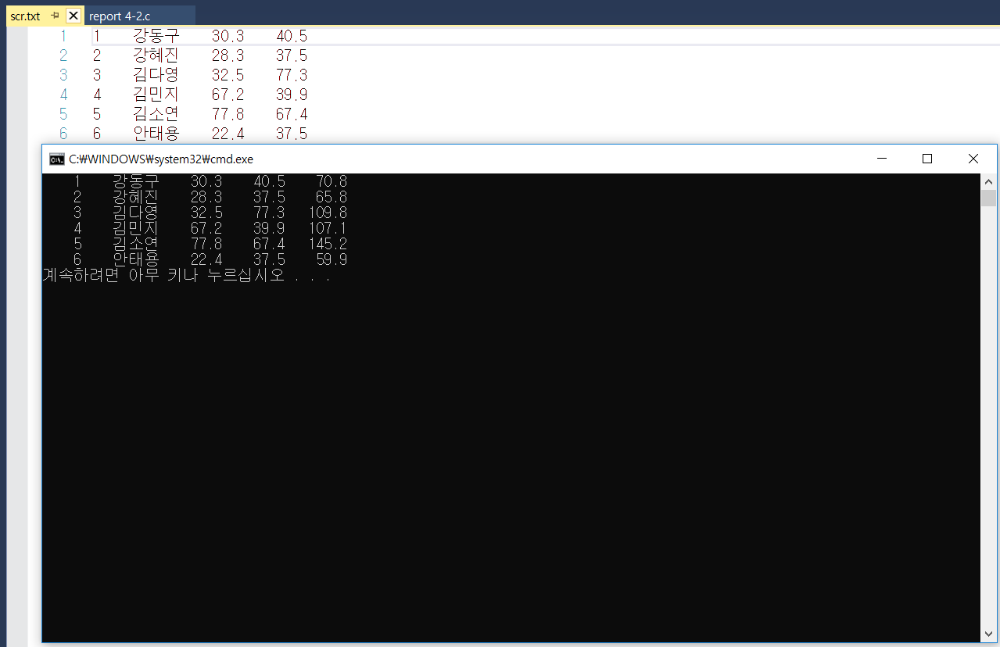 scr.txt report 4-2.c
1 1 강동구 30.3 40.5
2 2 강혜진 28.3 37.5
3 3 김다영 32.5 77.3
4 4 김민지 67.2 39.9
5 5 김소연 77.8 67.4
6 6 안태용 22.4 37.5
C:₩WINDOWS₩system32₩cmd.exe
1 강동구 30.3 40.5 70.8
2 강혜진 28.3 37.5 65.8
3 김다영 32.5 77.3 109.8
4 김민지 67.2 39.9 107.1
5 김소연 77.8 67.4 145.2
6 안태용 22.4 37.5 59.9
계속하려면 아무 키나 누르십시오 . . .